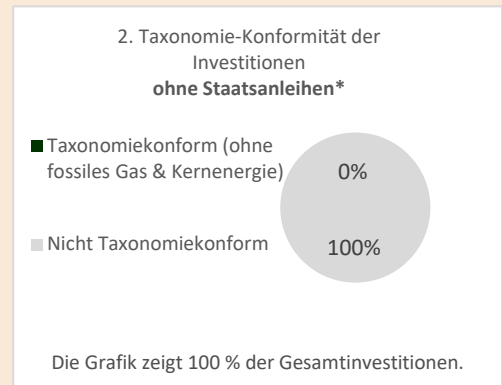 2. Taxonomie-Konformität der
Investitionen
ohne Staatsanleihen*
Taxonomiekonform (ohne
fossiles Gas & Kernenergie)
0%
Nicht Taxonomiekonform
100%
Die Grafik zeigt 100 % der Gesamtinvestitionen.